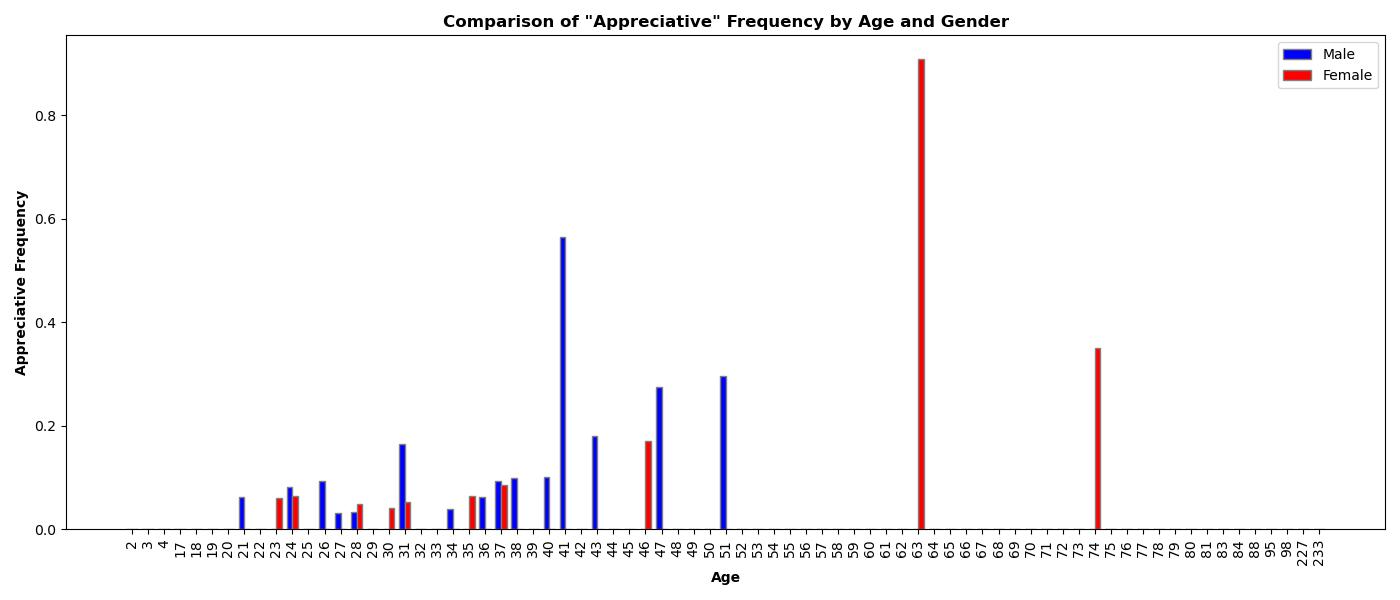 Comparison of "Appreciative" Frequency by Age and Gender
Male
Female
Appreciative Frequency
0.8
0.6
0.4
0.2
0.0
2 3 4 17 18 19 20 21 22 23 24 25 26 27 28 29 30 31 32 33 34 35 36 37 38 39 40 41 42 43 44 45 46 47 48 49 50 51 52 53 54 55 56 57 58 59 60 61 62 63 64 65 66 67 68 69 70 71 72 73 74 75 76 77 78 79 80 81 83 84 88 95 98 227 233
Age